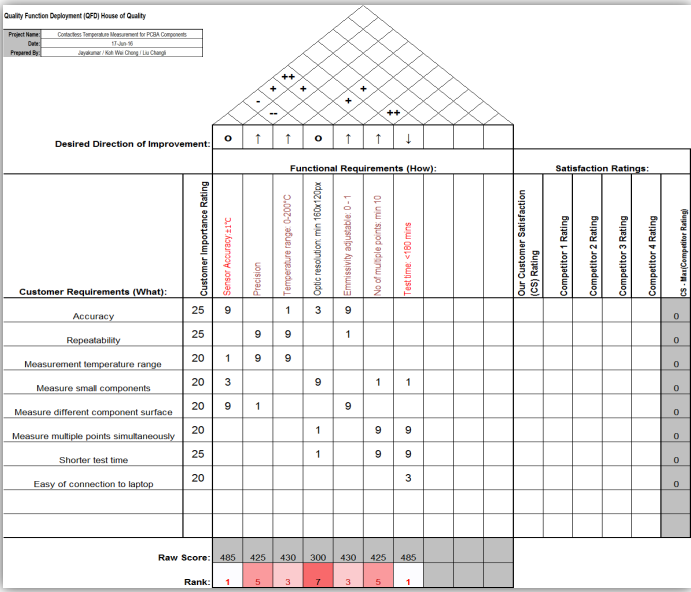 Quality Function Deployment (QFD) House of Quality
Project Name: Contactless Temperature Measurement for PCBA Components
Date: 17-Jun-16
Prepared By: Jayakumar / Koh Wei Chong / Liu Changli
++
+ + +
- +
-- ++
Desired Direction of Improvement: o ↑ ↑ o ↑ ↑ ↓
Functional Requirements (How): Satisfaction Ratings:
Customer Requirements (What):
Customer Importance Rating
Sensor Accuracy:±1°C
Precision
Temperature range: 0-200°C
Optic resolution: min 160x120px
Emmissivity adjustable: 0 - 1
No of multiple points: min 10
Test time: <180 mins
Our Customer Satisfaction
(CS) Rating
Competitor 1 Rating
Competitor 2 Rating
Competitor 3 Rating
Competitor 4 Rating
CS - Max(Competitor Rating)
Accuracy 25 9 1 3 9 0
Repeatability 25 9 9 1 0
Measurement temperature range 20 1 9 9 0
Measure small components 20 3 9 1 1 0
Measure different component surface 20 9 1 9 0
Measure multiple points simultaneously 20 1 9 9 0
Shorter test time 25 1 9 9 0
Easy of connection to laptop 20 3 0
Raw Score: 485 425 430 300 430 425 485
Rank: 1 5 3 7 3 5 1